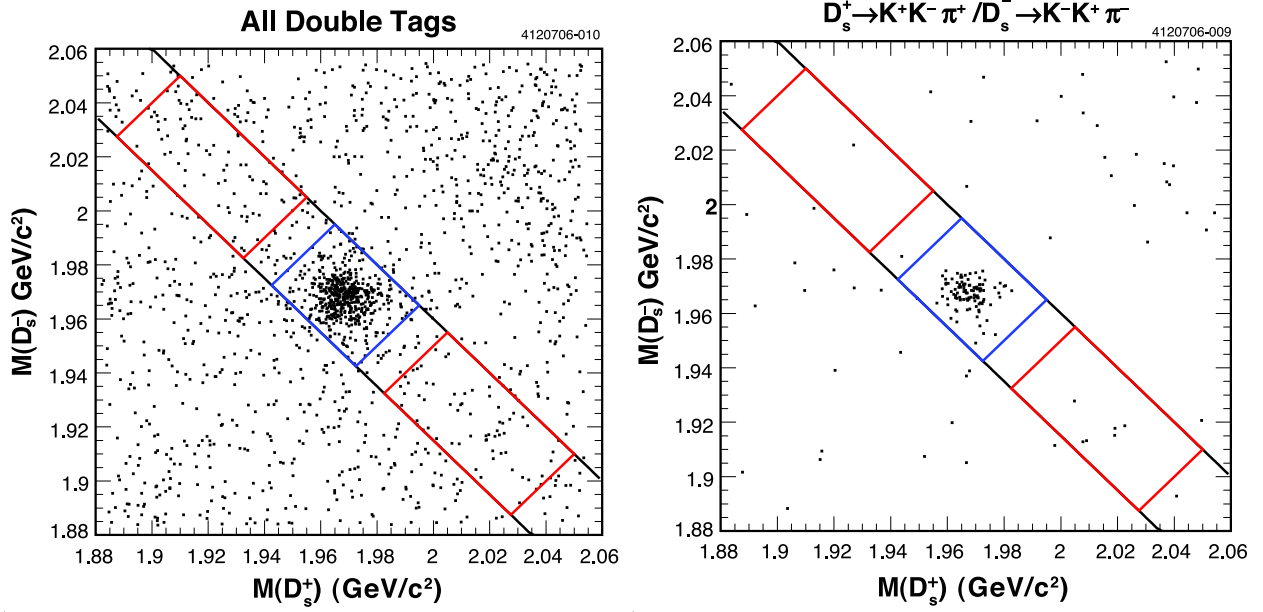 All Double Tags
4120706-010
2.06
2.04
2.02
2
1.98
1.96
1.94
1.92
1.9
1.88
M(D_s^-) GeV/c²)
1.88 1.9 1.92 1.94 1.96 1.98 2 2.02 2.04 2.06
M(D_s^+) (GeV/c²)
D_s^+→K^+K^-π^+/D_s^-→K^-K^+π^-
4120706-009
2.06
2.04
2.02
2
1.98
1.96
1.94
1.92
1.9
1.88
M(D_s^-) GeV/c²)
1.88 1.9 1.92 1.94 1.96 1.98 2 2.02 2.04 2.06
M(D_s^+) (GeV/c²)